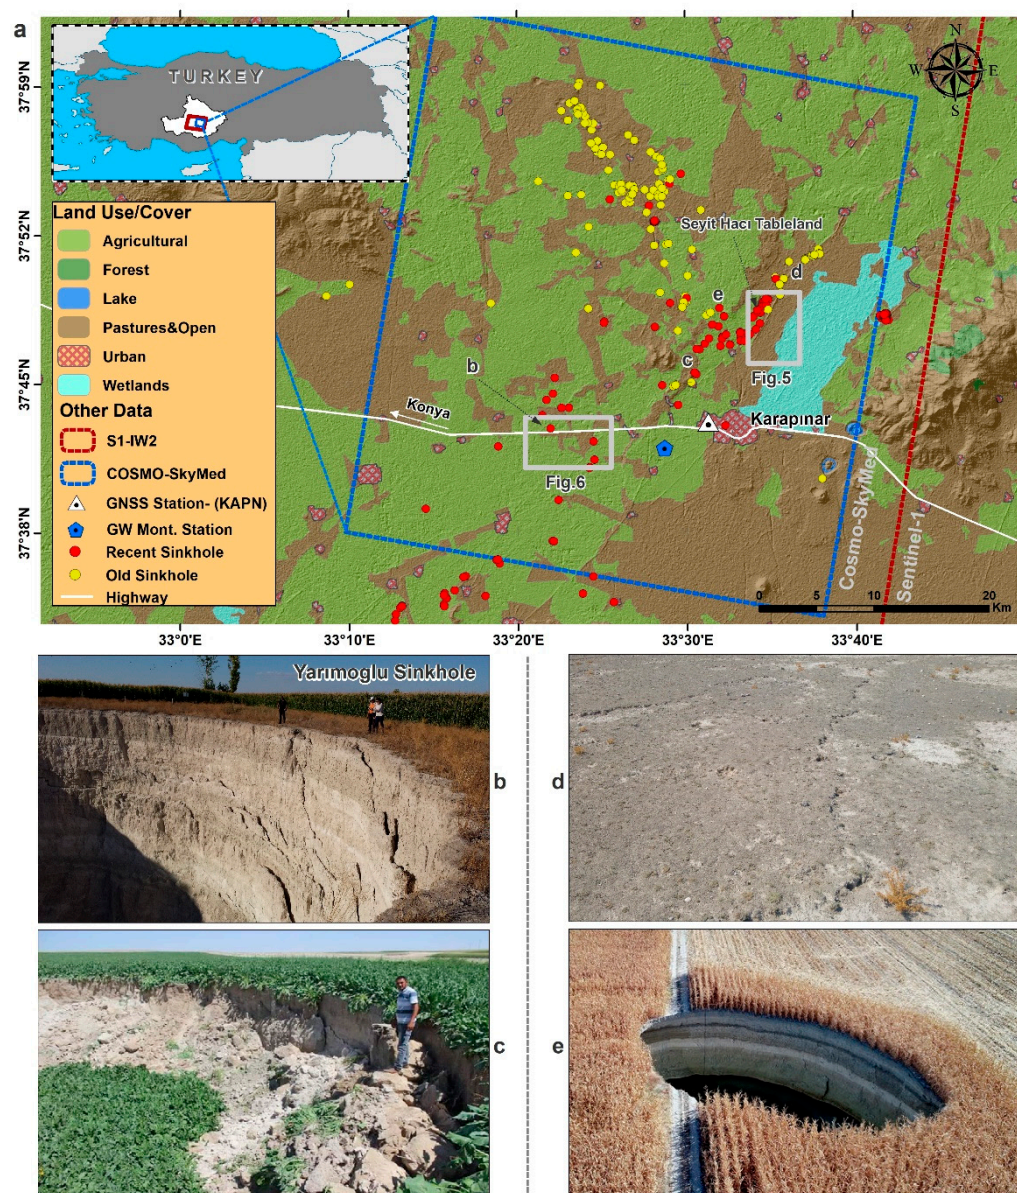 a
TURKEY
N
W E
S
37°59'N
37°52'N
37°45'N
37°38'N
Land Use/Cover
Agricultural
Forest
Lake
Pastures&Open
Urban
Wetlands
Other Data
S1-IW2
COSMO-SkyMed
GNSS Station- (KAPN)
GW Mont. Station
Recent Sinkhole
Old Sinkhole
Highway
Seyit Hacı Tableland
d
e
c
b
Fig.5
Konya
Karapınar
Fig.6
Cosmo-SkyMed
Sentinel-1
0 5 10 20
Km
33°0'E 33°10'E 33°20'E 33°30'E 33°40'E
Yarımoglu Sinkhole
b
d
c
e